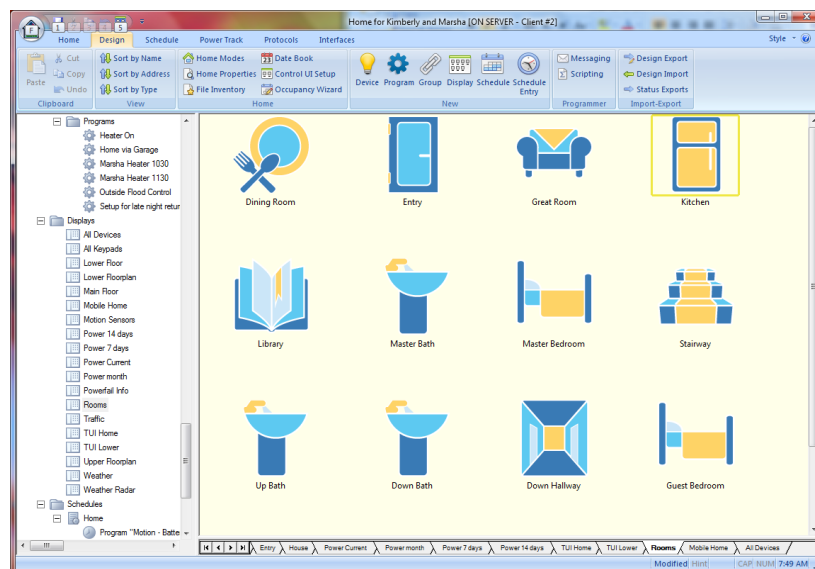 Home for Kimberly and Marsha [ON SERVER - Client #2]
F 1 2 3 4 5
Home Design Schedule Power Track Protocols Interfaces Style
Cut Sort by Name Home Modes Date Book Messaging Design Export
Copy Sort by Address Home Properties Control UI Setup Scripting Design Import
Paste Undo Sort by Type File Inventory Occupancy Wizard Device Program Group Display Schedule Schedule Entry Status Exports
Clipboard View Home New Programmer Import-Export
Programs
Heater On
Home via Garage
Marsha Heater 1030
Marsha Heater 1130
Outside Flood Control
Setup for late night retur
Displays
All Devices
All Keypads
Lower Floor
Lower Floorplan
Main Floor
Mobile Home
Motion Sensors
Power 14 days
Power 7 days
Power Current
Power month
Powerfail Info
Rooms
Traffic
TUI Home
TUI Lower
Upper Floorplan
Weather
Weather Radar
Schedules
Home
Program "Motion - Batte
Dining Room Entry Great Room Kitchen
Library Master Bath Master Bedroom Stairway
Up Bath Down Bath Down Hallway Guest Bedroom
Entry House Power Current Power month Power 7 days Power 14 days TUI Home TUI Lower Rooms Mobile Home All Devices
Modified Hint CAP NUM 7:49 AM